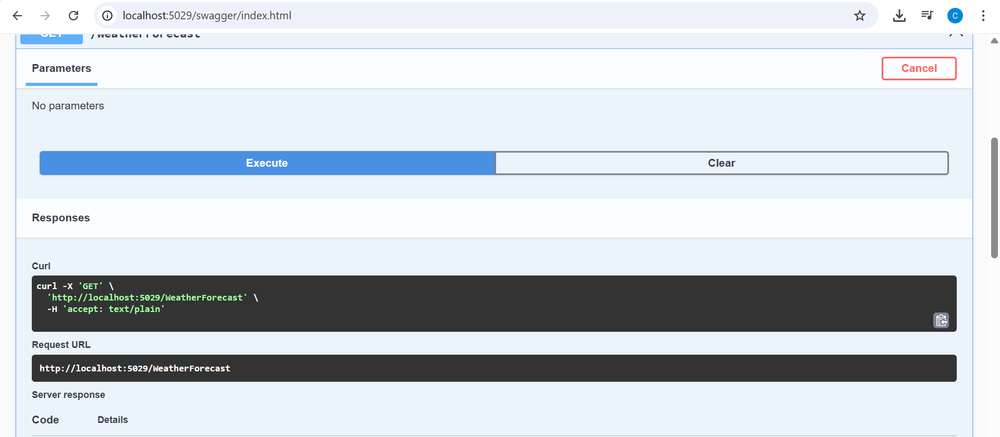 localhost:5029/swagger/index.html
C
GET /WeatherForecast
Parameters
Cancel
No parameters
Execute
Clear
Responses
Curl
curl -X 'GET' \
  'http://localhost:5029/WeatherForecast' \
  -H 'accept: text/plain'
Request URL
http://localhost:5029/WeatherForecast
Server response
Code Details